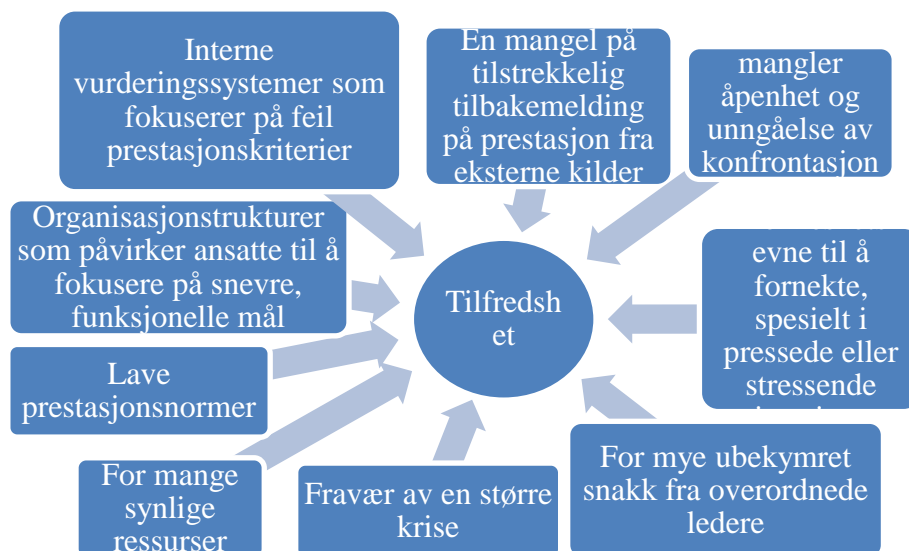 Interne
vurderingssystemer som
fokuserer på feil
prestasjonskriterier
En mangel på
tilstrekkelig
tilbakemelding
på prestasjon fra
eksterne kilder
mangler
åpenhet og
unngåelse av
konfrontasjon
Organisasjonstrukturer
som påvirker ansatte til å
fokusere på snevre,
funksjonelle mål
Tilfredsh
et
evne til å
fornekte,
spesielt i
pressede eller
stressende
Lave
prestasjonsnormer
For mange
synlige
ressurser
Fravær av en større
krise
For mye ubekymret
snakk fra overordnede
ledere